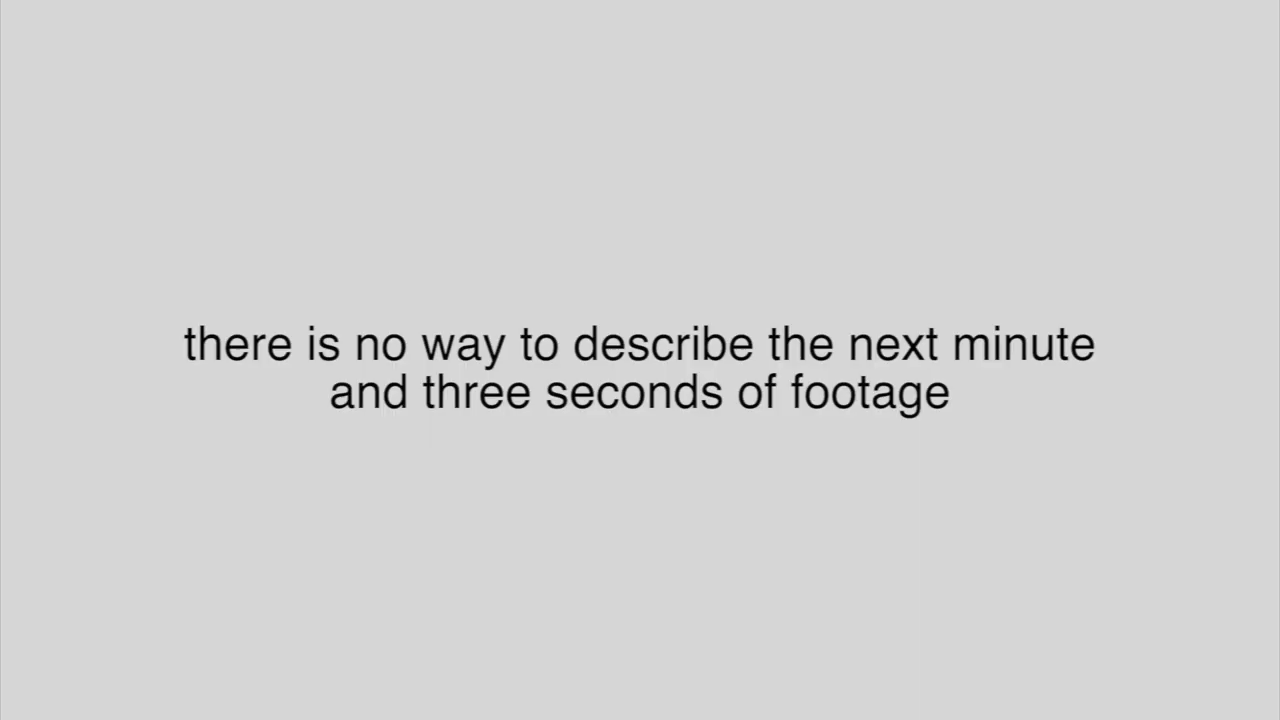 there is no way to describe the next minute
and three seconds of footage